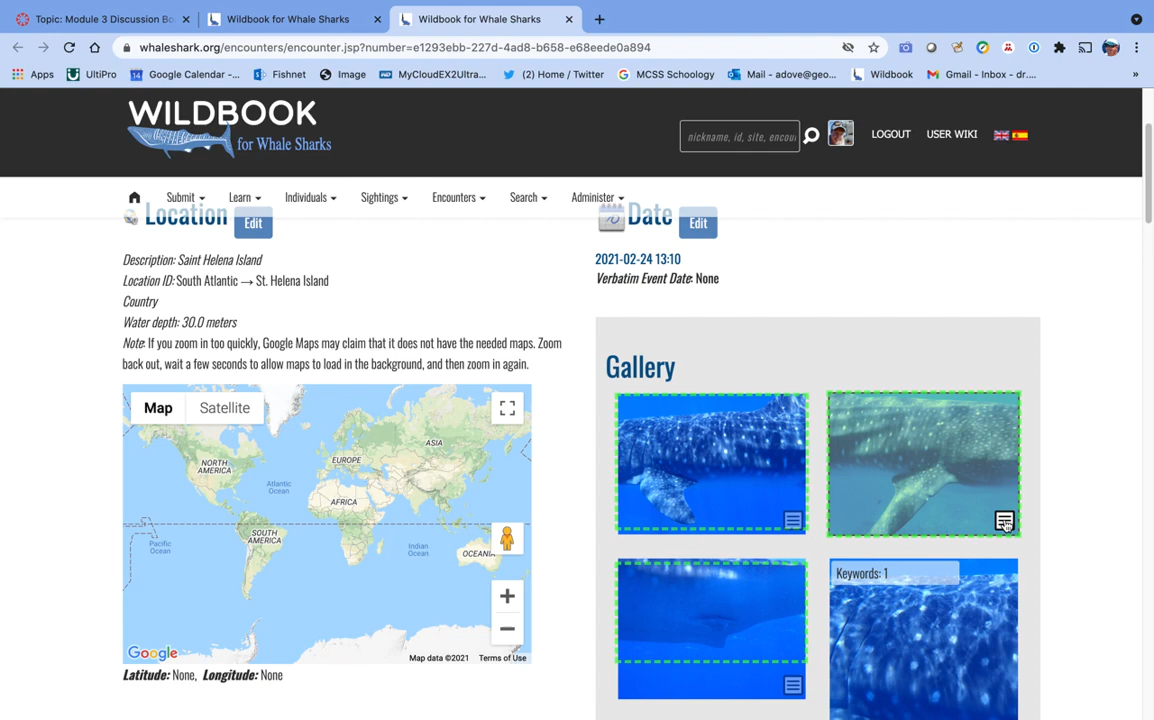 Topic: Module 3 Discussion Bo
Wildbook for Whale Sharks
Wildbook for Whale Sharks
whaleshark.org/encounters/encounter.jsp?number=e1293ebb-227d-4ad8-b658-e68eede0a894
Apps UltiPro Google Calendar -... Fishnet Image MyCloudEX2Ultra... (2) Home / Twitter MCSS Schoology Mail - adove@geo... Wildbook Gmail - Inbox - dr.... »
WILDBOOK
for Whale Sharks
nickname, id, site, encou
LOGOUT USER WIKI
Submit Learn Individuals Sightings Encounters Search Administer
Location Edit
Description: Saint Helena Island
Location ID: South Atlantic → St. Helena Island
Country
Water depth: 30.0 meters
Note: If you zoom in too quickly, Google Maps may claim that it does not have the needed maps. Zoom
back out, wait a few seconds to allow maps to load in the background, and then zoom in again.
Map Satellite
NORTH
AMERICA
EUROPE
ASIA
Atlantic
Ocean
AFRICA
SOUTH
AMERICA
Pacific
Ocean
Indian
Ocean
OCEANIA
Google
Map data ©2021 Terms of Use
Latitude: None, Longitude: None
Date Edit
2021-02-24 13:10
Verbatim Event Date: None
Gallery
Keywords: 1